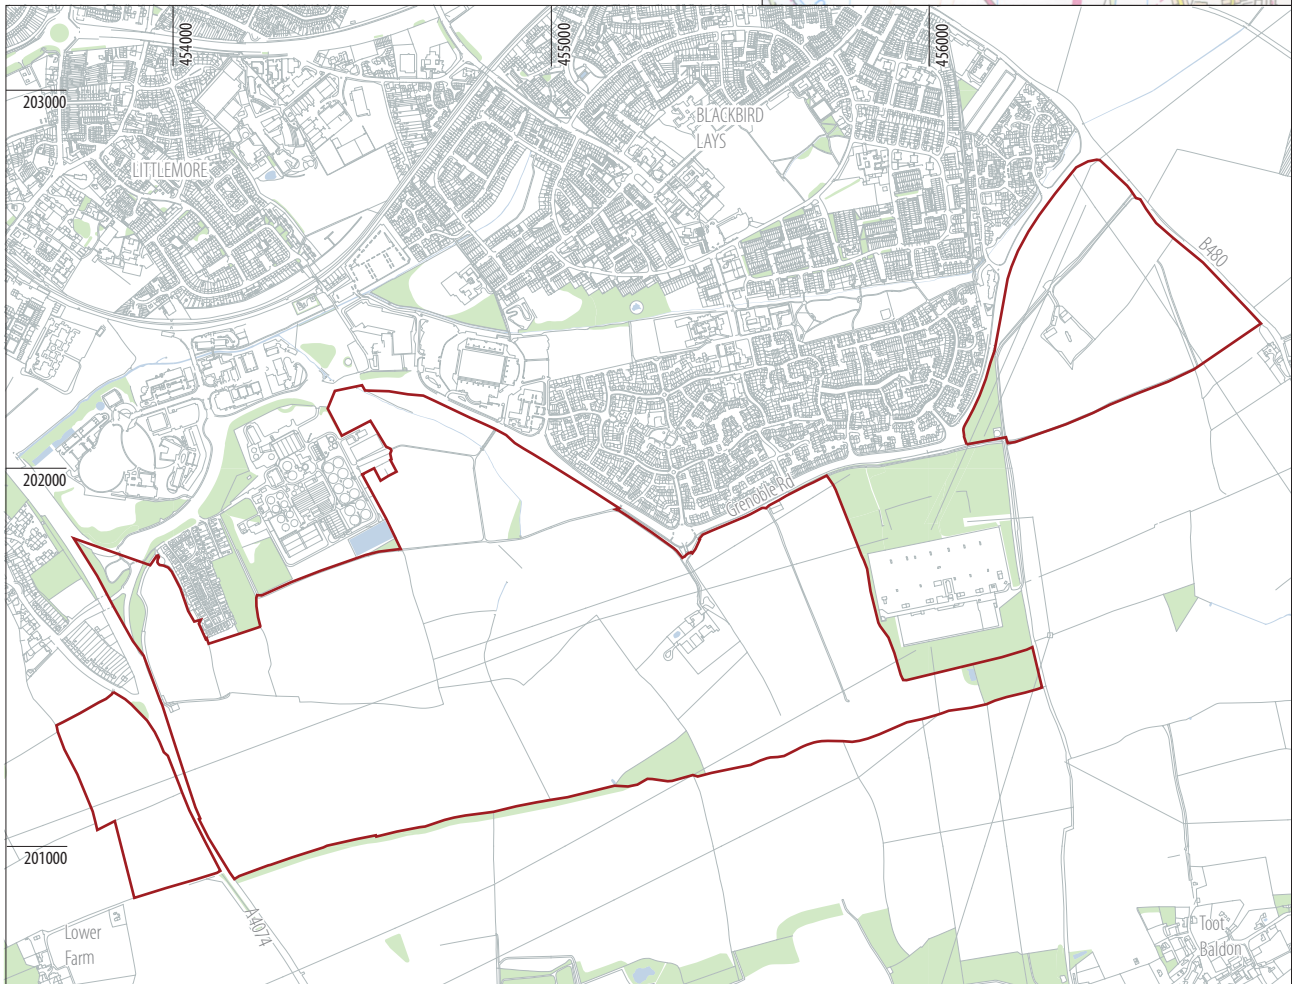 454000
455000
456000
203000
BLACKBIRD
LAYS
LITTLEMORE
B480
202000
Grenoble Rd
201000
A4074
Lower
Farm
Toot
Baldon